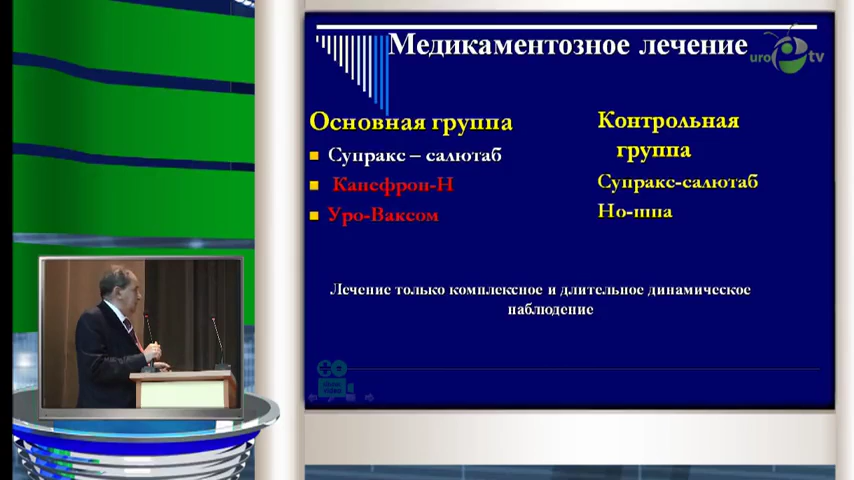 Медикаментозное лечение
uro tv
Основная группа
Супракс – салютаб
Канефрон-Н
Уро-Ваксом
Контрольная
группа
Супракс-салютаб
Но-шпа
Лечение только комплексное и длительное динамическое
наблюдение